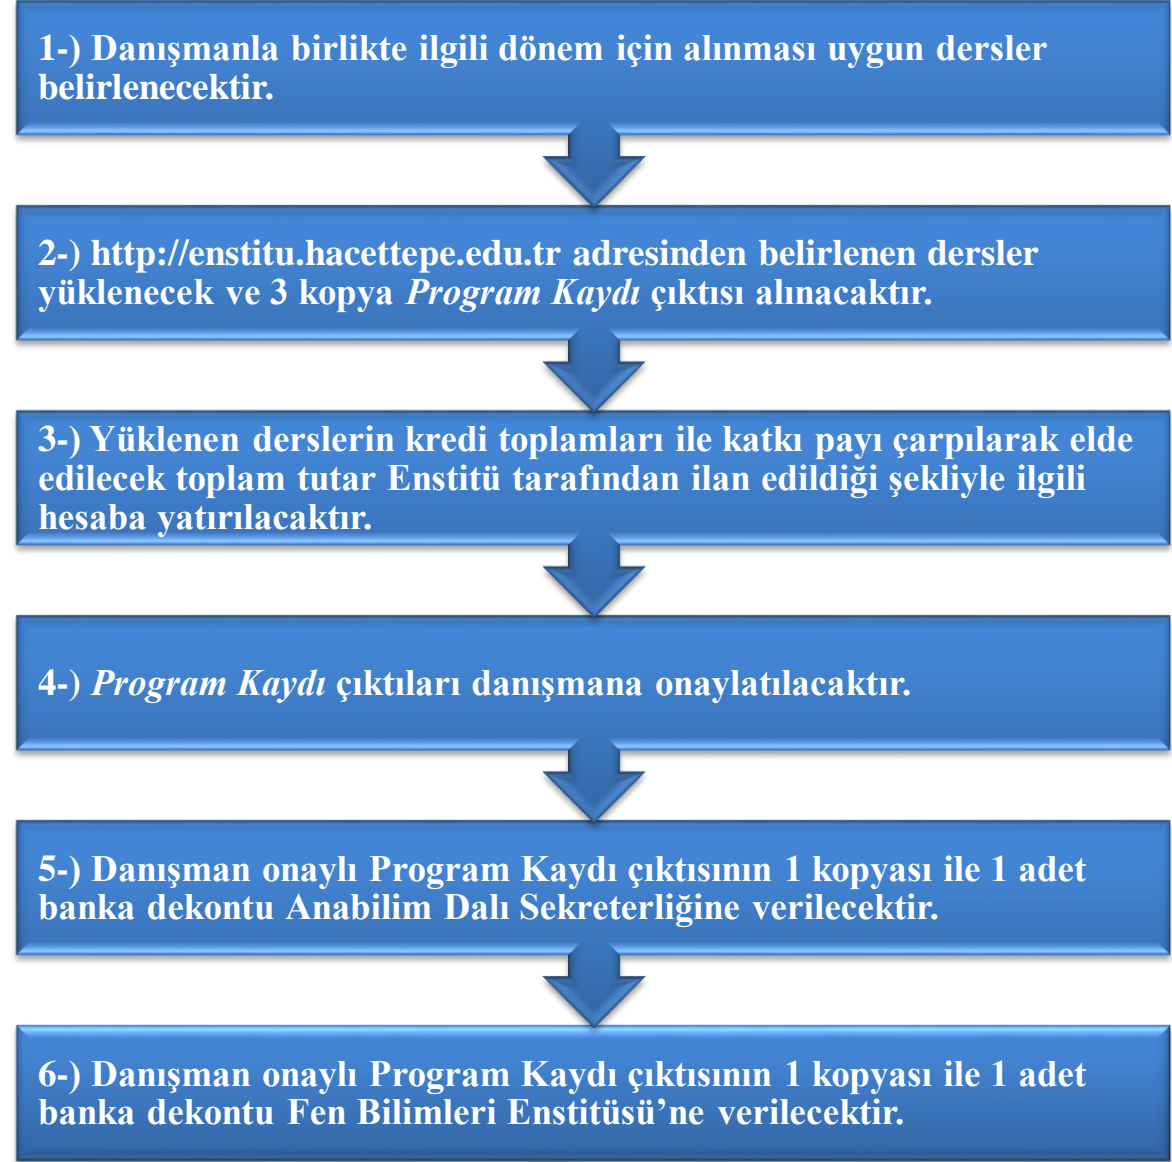 1-) Danışmanla birlikte ilgili dönem için alınması uygun dersler
belirlenecektir.
2-) http://enstitu.hacettepe.edu.tr adresinden belirlenen dersler
yüklenecek ve 3 kopya Program Kaydı çıktısı alınacaktır.
3-) Yüklenen derslerin kredi toplamları ile katkı payı çarpılarak elde
edilecek toplam tutar Enstitü tarafından ilan edildiği şekliyle ilgili
hesaba yatırılacaktır.
4-) Program Kaydı çıktıları danışmana onaylatılacaktır.
5-) Danışman onaylı Program Kaydı çıktısının 1 kopyası ile 1 adet
banka dekontu Anabilim Dalı Sekreterliğine verilecektir.
6-) Danışman onaylı Program Kaydı çıktısının 1 kopyası ile 1 adet
banka dekontu Fen Bilimleri Enstitüsü’ne verilecektir.